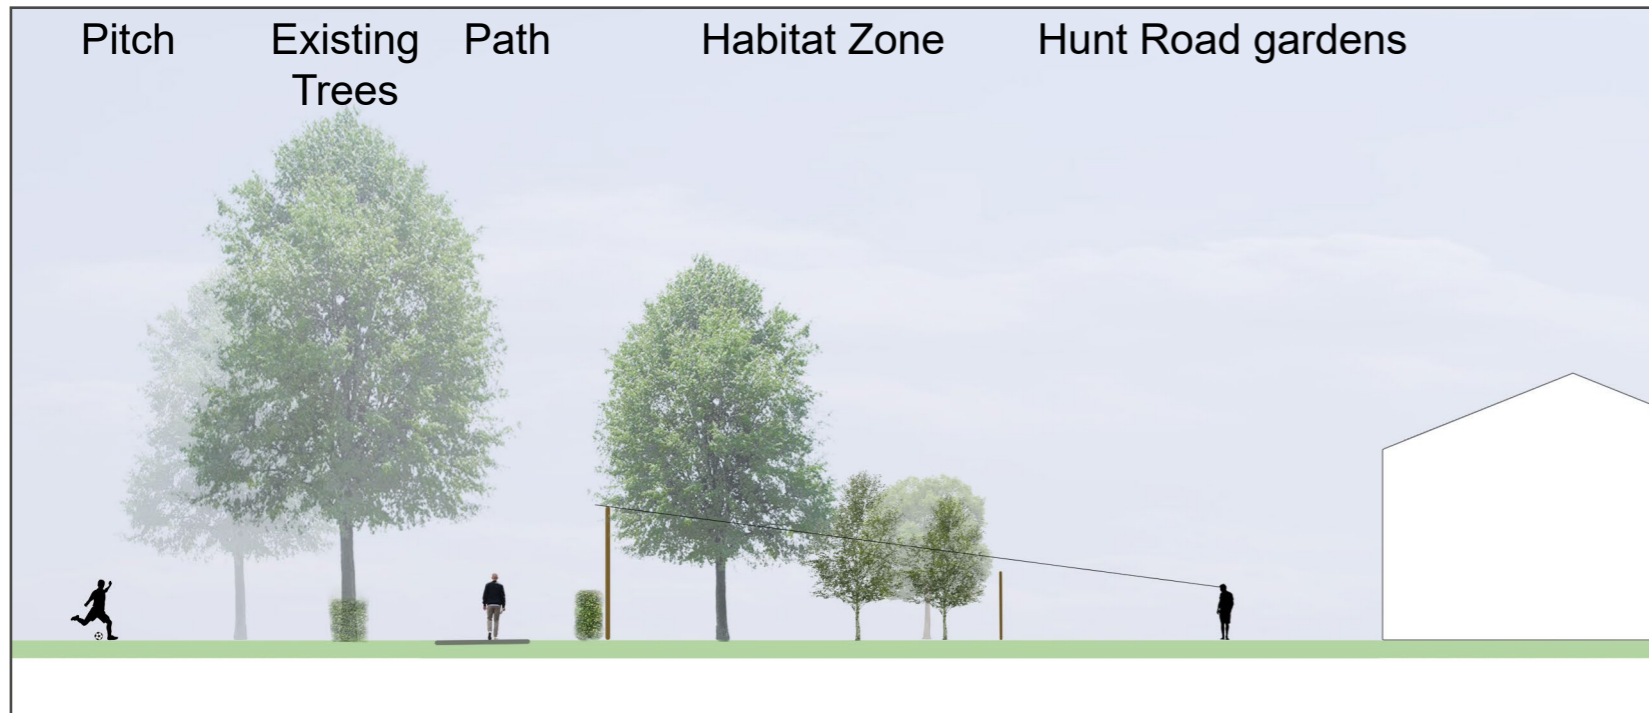 Pitch
Existing
Trees
Path
Habitat Zone
Hunt Road gardens